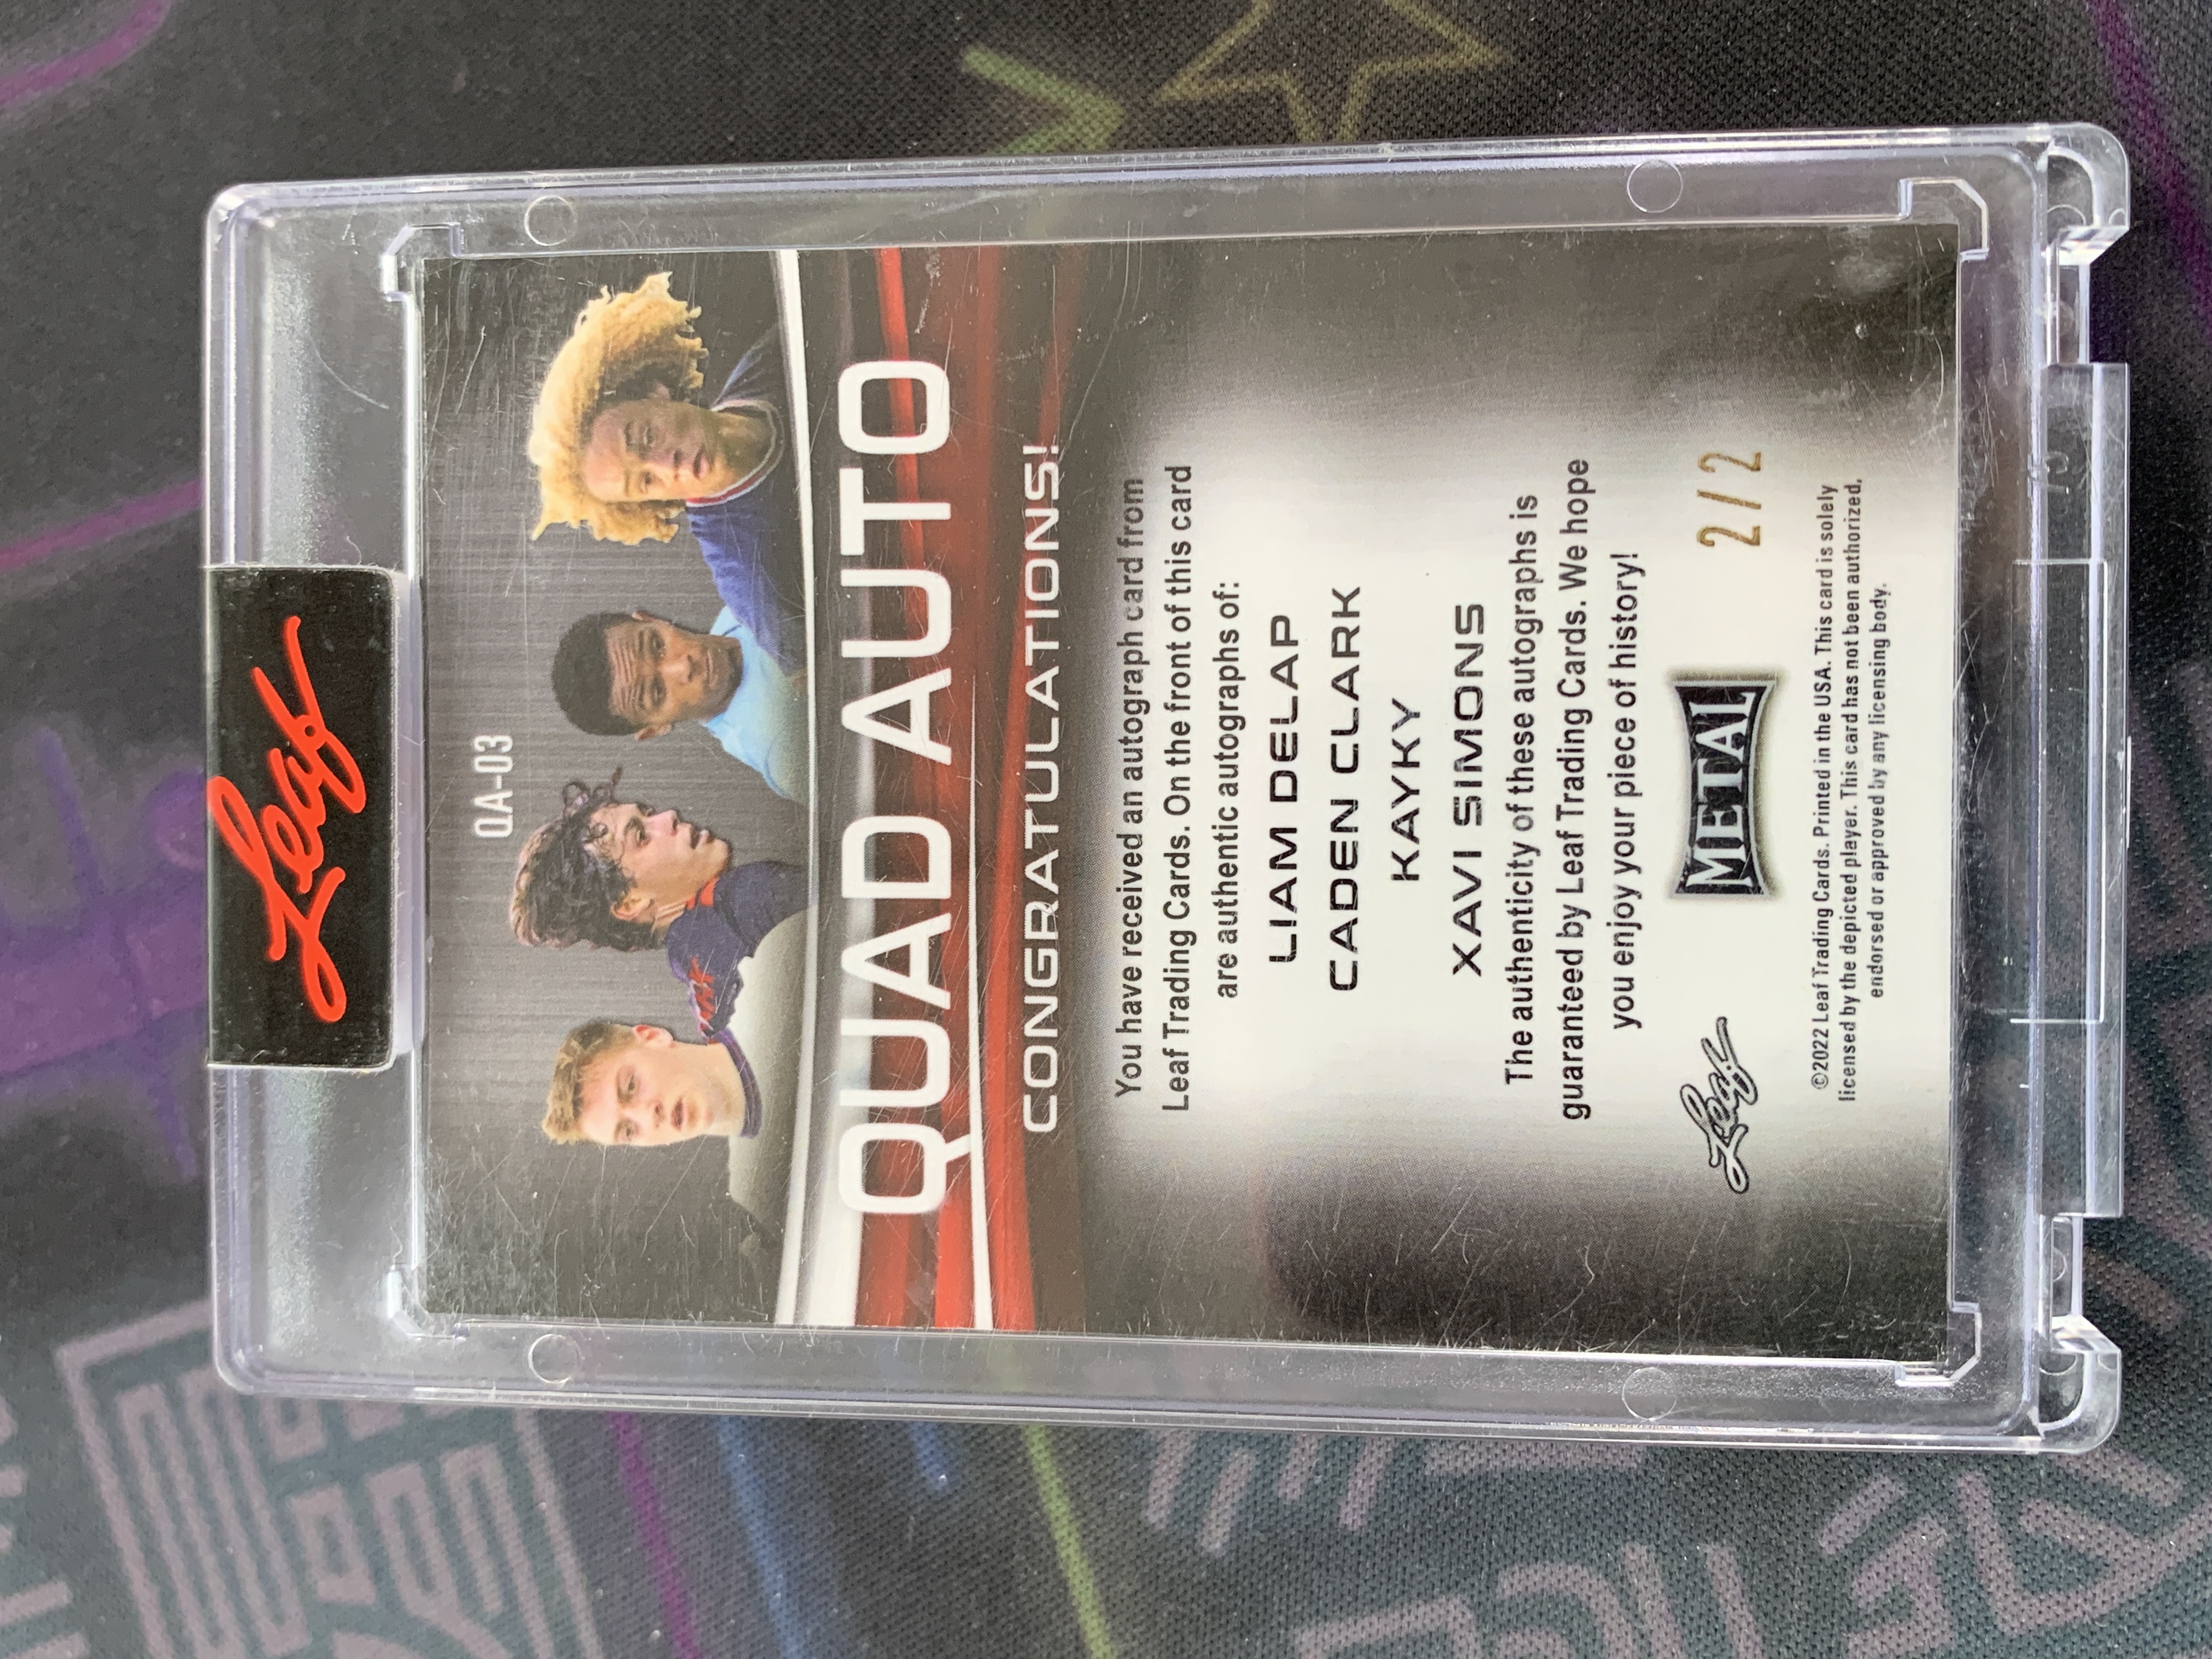 Leaf
QA-03
QUAD AUTO
CONGRATULATIONS!
You have received an autograph card from
Leaf Trading Cards. On the front of this card
are authentic autographs of:
LIAM DELAP
CADEN CLARK
KAYKY
XAVI SIMONS
The authenticity of these autographs is
guaranteed by Leaf Trading Cards. We hope
you enjoy your piece of history!
Leaf
METAL
2/2
©2022 Leaf Trading Cards. Printed in the USA. This card is solely
licensed by the depicted player. This card has not been authorized,
endorsed or approved by any licensing body.